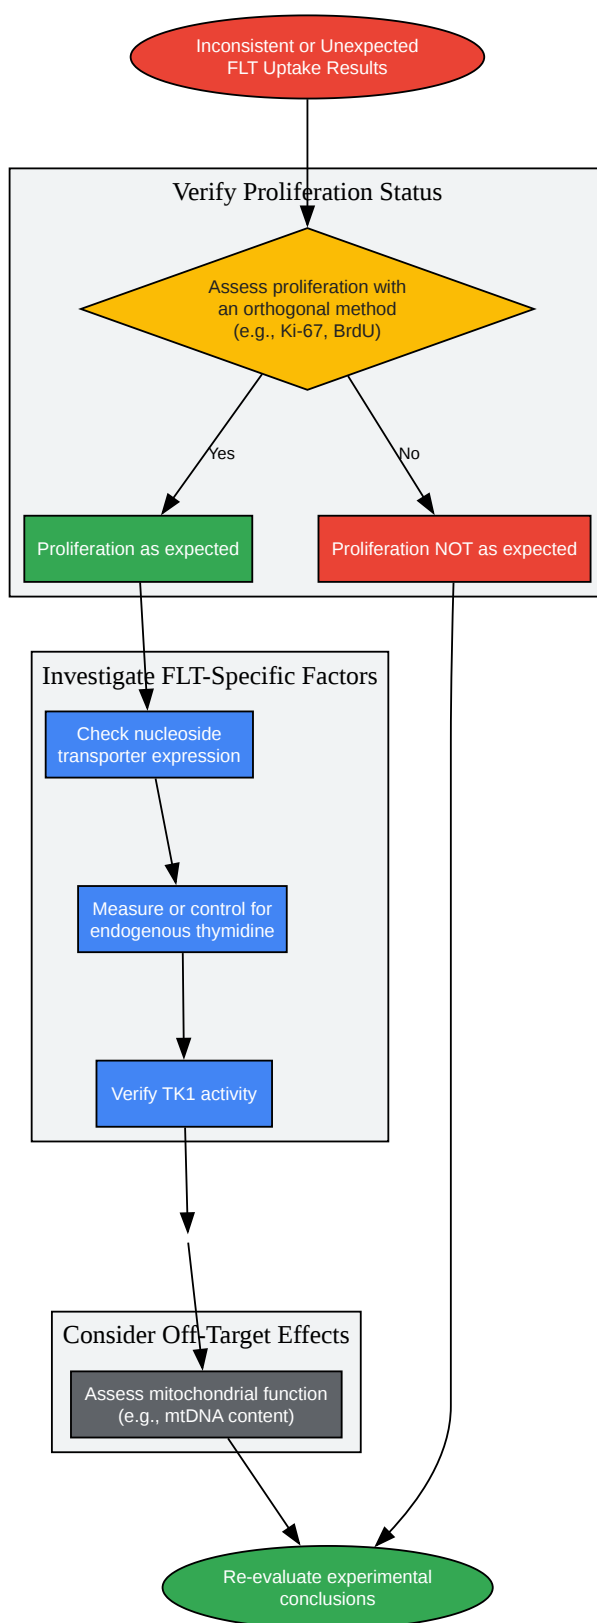 Inconsistent or Unexpected
FLT Uptake Results
Verify Proliferation Status
Assess proliferation with
an orthogonal method
(e.g., Ki-67, BrdU)
Yes
No
Proliferation as expected
Proliferation NOT as expected
Investigate FLT-Specific Factors
Check nucleoside
transporter expression
Measure or control for
endogenous thymidine
Verify TK1 activity
Consider Off-Target Effects
Assess mitochondrial function
(e.g., mtDNA content)
Re-evaluate experimental
conclusions